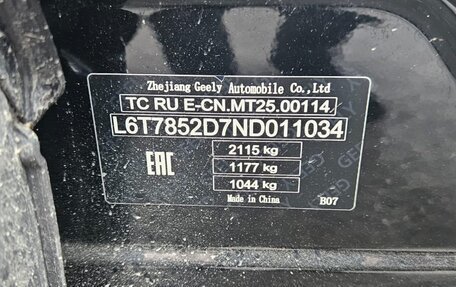 Zhejiang Geely Automobile Co.,Ltd
TC RU E-CN.MT25.00114
L6T7852D7ND011034
2115 kg
EAC
1177 kg
1044 kg
Made in China
B07